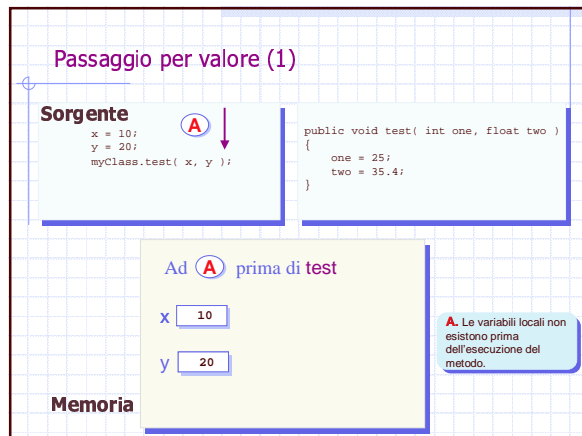 Passaggio per valore (1)
Sorgente
x = 10;
y = 20;
myClass.test( x, y );
A
public void test( int one, float two )
{
one = 25;
two = 35.4;
}
Ad A prima di test
x 10
y 20
Memoria
A. Le variabili locali non
esistono prima
dell'esecuzione del
metodo.